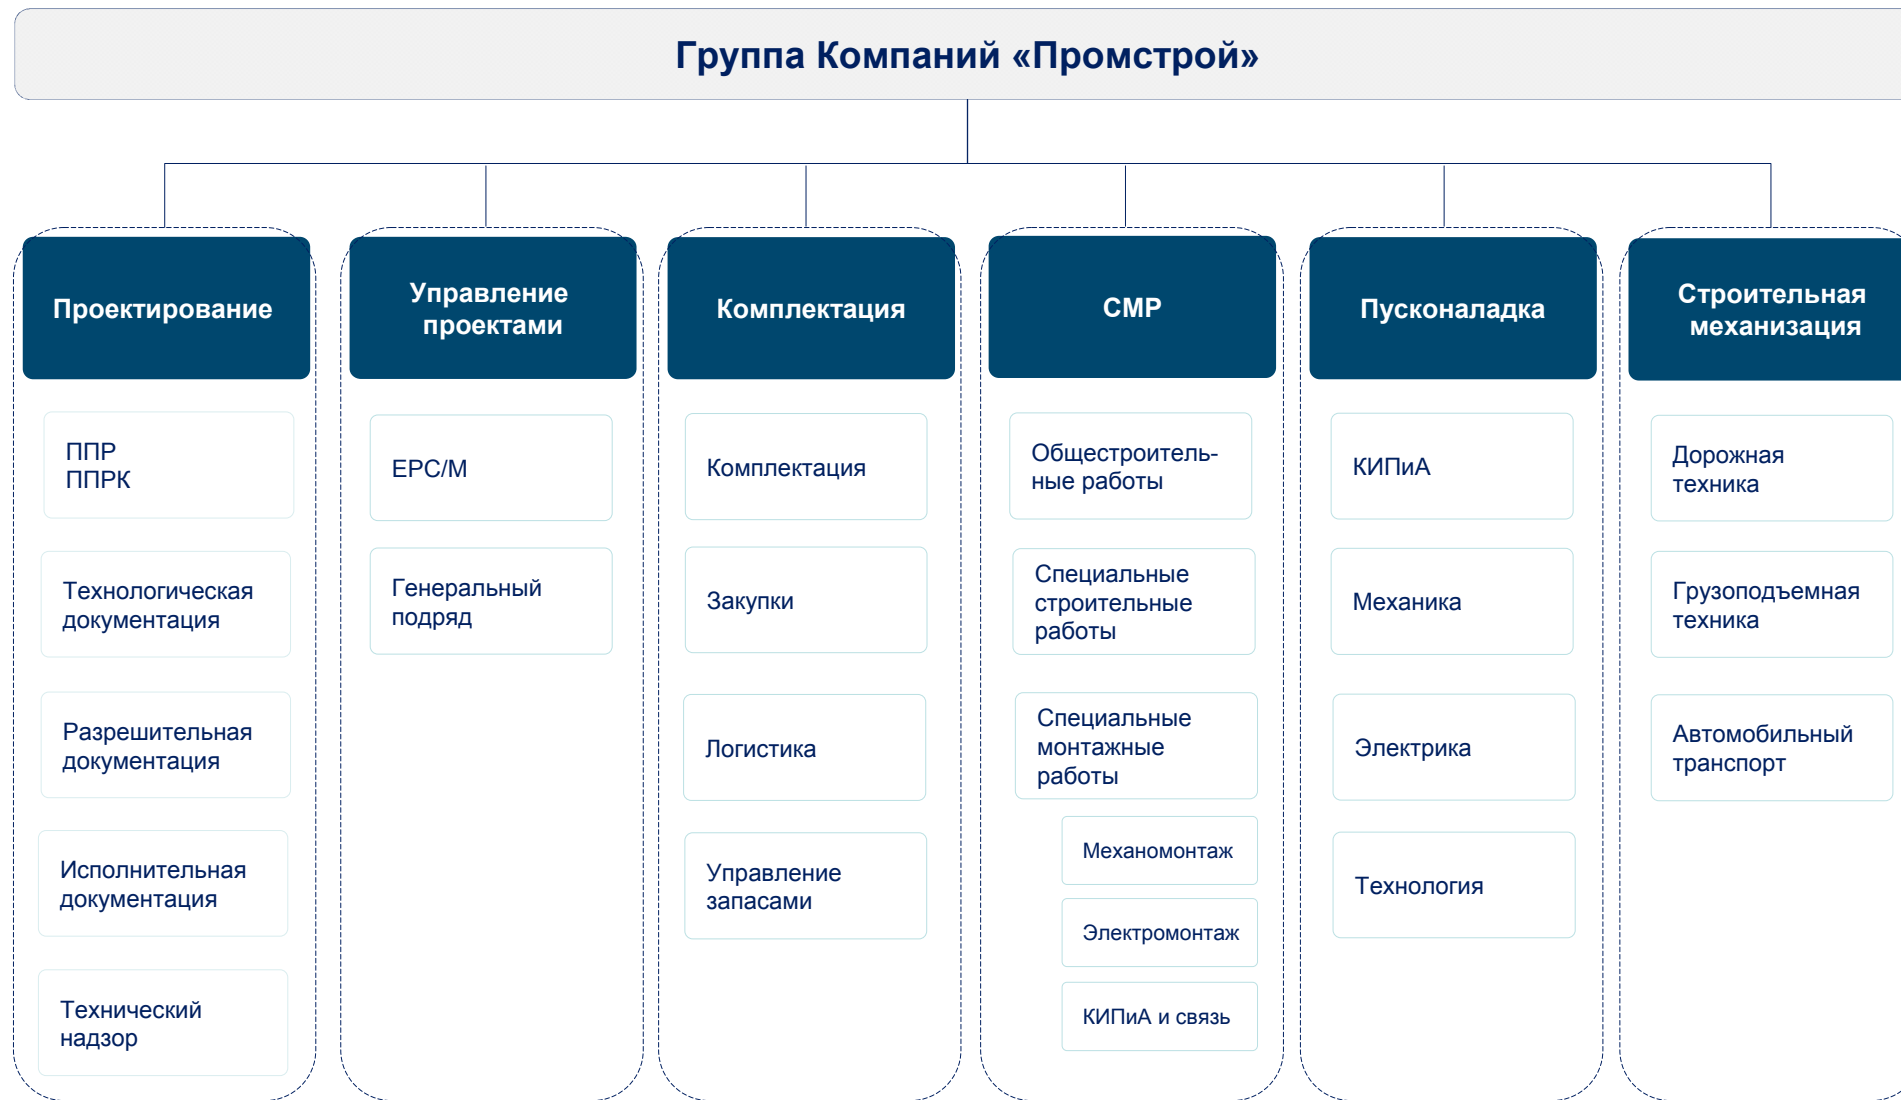 Группа Компаний «Промстрой»
Проектирование
ППР
ППРК
Технологическая
документация
Разрешительная
документация
Исполнительная
документация
Технический
надзор
Управление
проектами
EPC/M
Генеральный
подряд
Комплектация
Комплектация
Закупки
Логистика
Управление
запасами
СМР
Общестроитель-
ные работы
Специальные
строительные
работы
Специальные
монтажные
работы
Механомонтаж
Электромонтаж
КИПиА и связь
Пусконаладка
КИПиА
Механика
Электрика
Технология
Строительная
механизация
Дорожная
техника
Грузоподъемная
техника
Автомобильный
транспорт